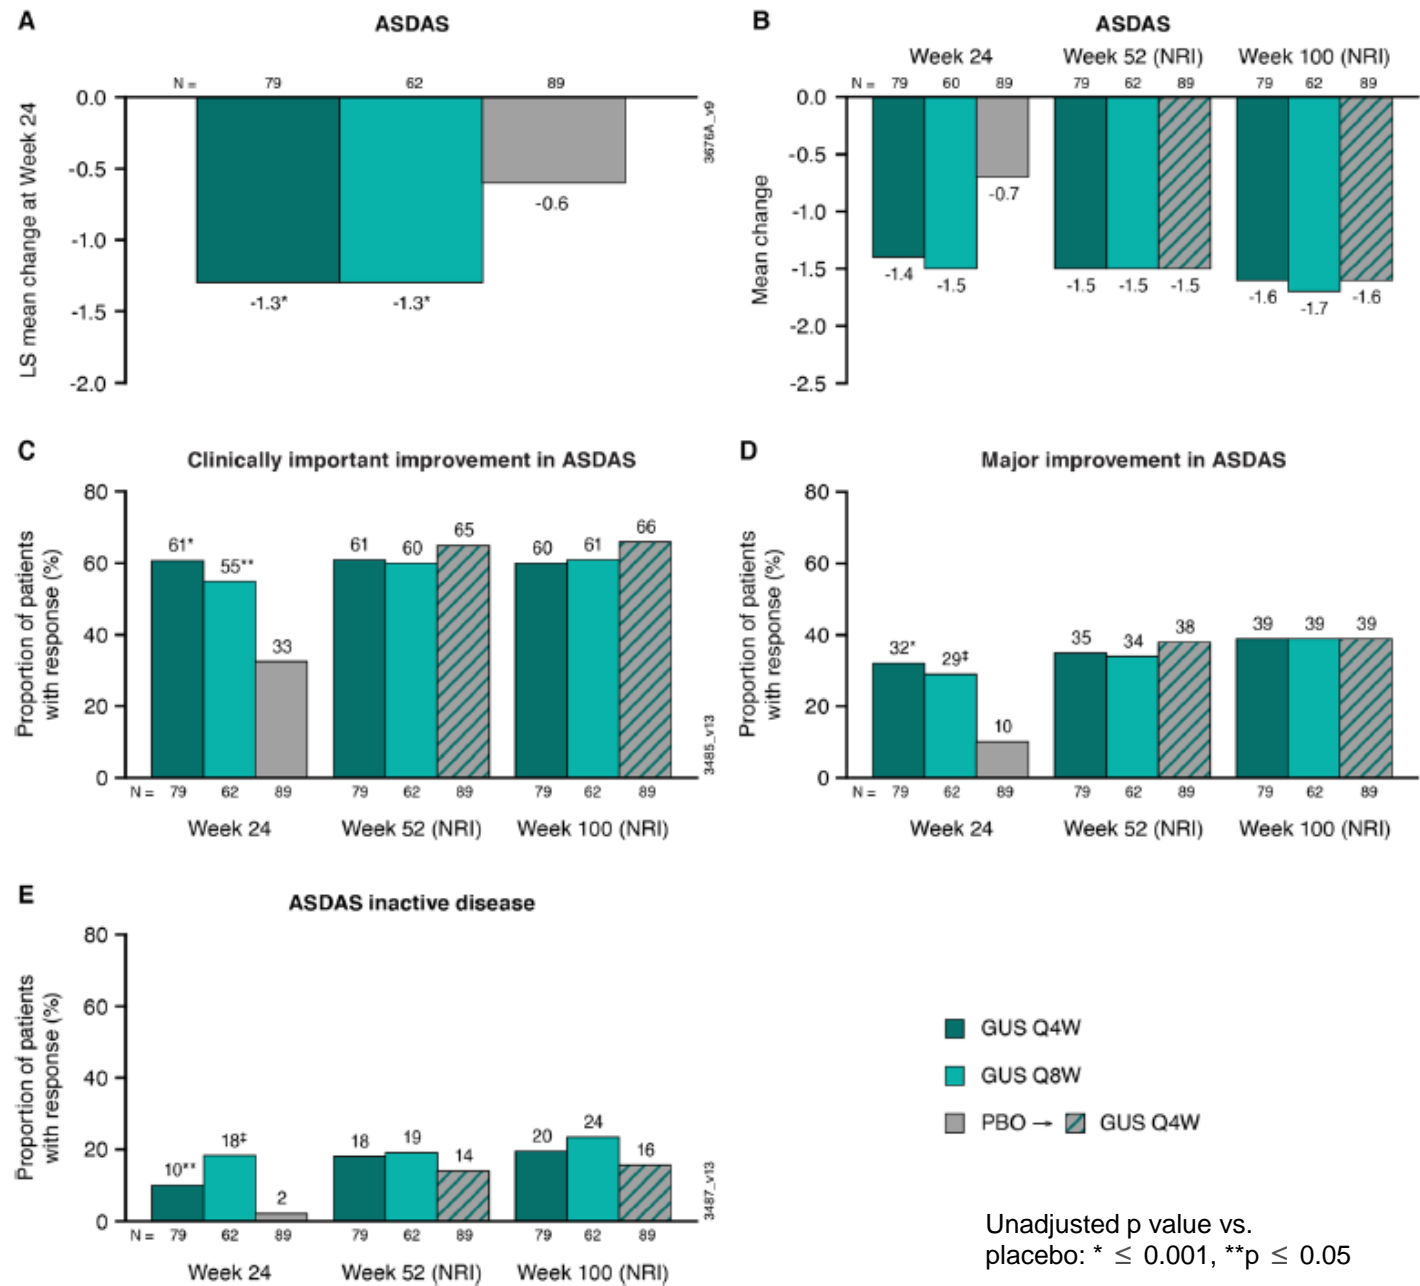 A
ASDAS
N = 79 62 89
0.0
-0.5
-1.0
-1.5
-2.0
LS mean change at Week 24
-1.3*
-1.3*
-0.6
3676A_v9
B
ASDAS
Week 24 Week 52 (NRI) Week 100 (NRI)
N = 79 60 89 79 62 89 79 62 89
0.0
-0.5
-1.0
-1.5
-2.0
-2.5
Mean change
-1.4
-1.5
-0.7
-1.5
-1.5
-1.5
-1.6
-1.7
-1.6
C
Clinically important improvement in ASDAS
Proportion of patients
with response (%)
80
60
40
20
0
61*
55**
33
61
60
65
60
61
66
3485_v13
N = 79 62 89 79 62 89 79 62 89
Week 24 Week 52 (NRI) Week 100 (NRI)
D
Major improvement in ASDAS
Proportion of patients
with response (%)
80
60
40
20
0
32*
29‡
10
35
34
38
39
39
39
N = 79 62 89 79 62 89 79 62 89
Week 24 Week 52 (NRI) Week 100 (NRI)
E
ASDAS inactive disease
Proportion of patients
with response (%)
80
60
40
20
0
10**
18‡
2
18
19
14
20
24
16
3487_v13
N = 79 62 89 79 62 89 79 62 89
Week 24 Week 52 (NRI) Week 100 (NRI)
GUS Q4W
GUS Q8W
PBO → GUS Q4W
Unadjusted p value vs.
placebo: * ≤ 0.001, **p ≤ 0.05